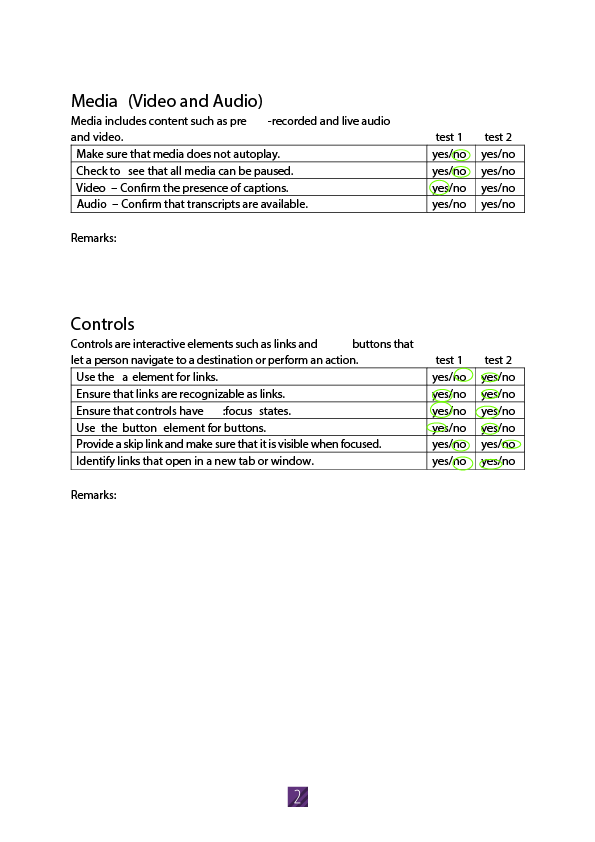 Media (Video and Audio)
Media includes content such as pre -recorded and live audio
and video. test 1 test 2
Make sure that media does not autoplay. yes/no yes/no
Check to see that all media can be paused. yes/no yes/no
Video – Confirm the presence of captions. yes/no yes/no
Audio – Confirm that transcripts are available. yes/no yes/no
Remarks:
Controls
Controls are interactive elements such as links and buttons that
let a person navigate to a destination or perform an action. test 1 test 2
Use the a element for links. yes/no yes/no
Ensure that links are recognizable as links. yes/no yes/no
Ensure that controls have :focus states. yes/no yes/no
Use the button element for buttons. yes/no yes/no
Provide a skip link and make sure that it is visible when focused. yes/no yes/no
Identify links that open in a new tab or window. yes/no yes/no
Remarks:
2